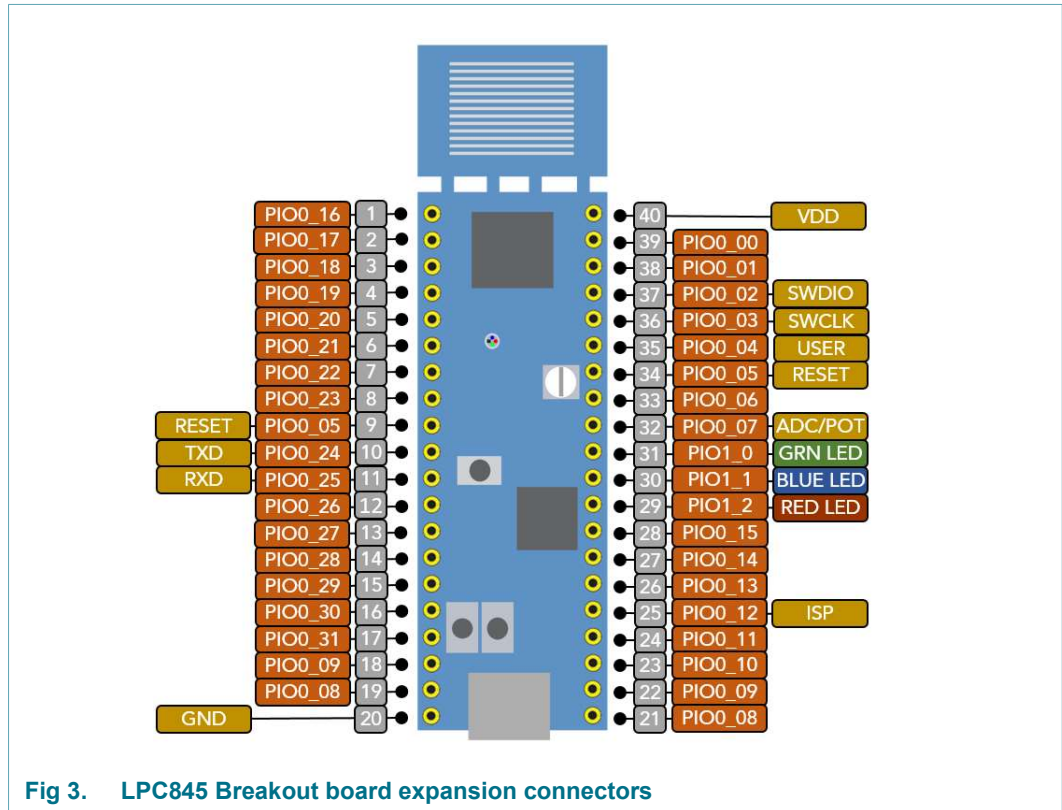 PIO0_16 1 40 VDD
PIO0_17 2 39 PIO0_00
PIO0_18 3 38 PIO0_01
PIO0_19 4 37 PIO0_02 SWDIO
PIO0_20 5 36 PIO0_03 SWCLK
PIO0_21 6 35 PIO0_04 USER
PIO0_22 7 34 PIO0_05 RESET
PIO0_23 8 33 PIO0_06
RESET PIO0_05 9 32 PIO0_07 ADC/POT
TXD PIO0_24 10 31 PIO1_0 GRN LED
RXD PIO0_25 11 30 PIO1_1 BLUE LED
PIO0_26 12 29 PIO1_2 RED LED
PIO0_27 13 28 PIO0_15
PIO0_28 14 27 PIO0_14
PIO0_29 15 26 PIO0_13
PIO0_30 16 25 PIO0_12 ISP
PIO0_31 17 24 PIO0_11
PIO0_09 18 23 PIO0_10
PIO0_08 19 22 PIO0_09
GND 20 21 PIO0_08
Fig 3. LPC845 Breakout board expansion connectors